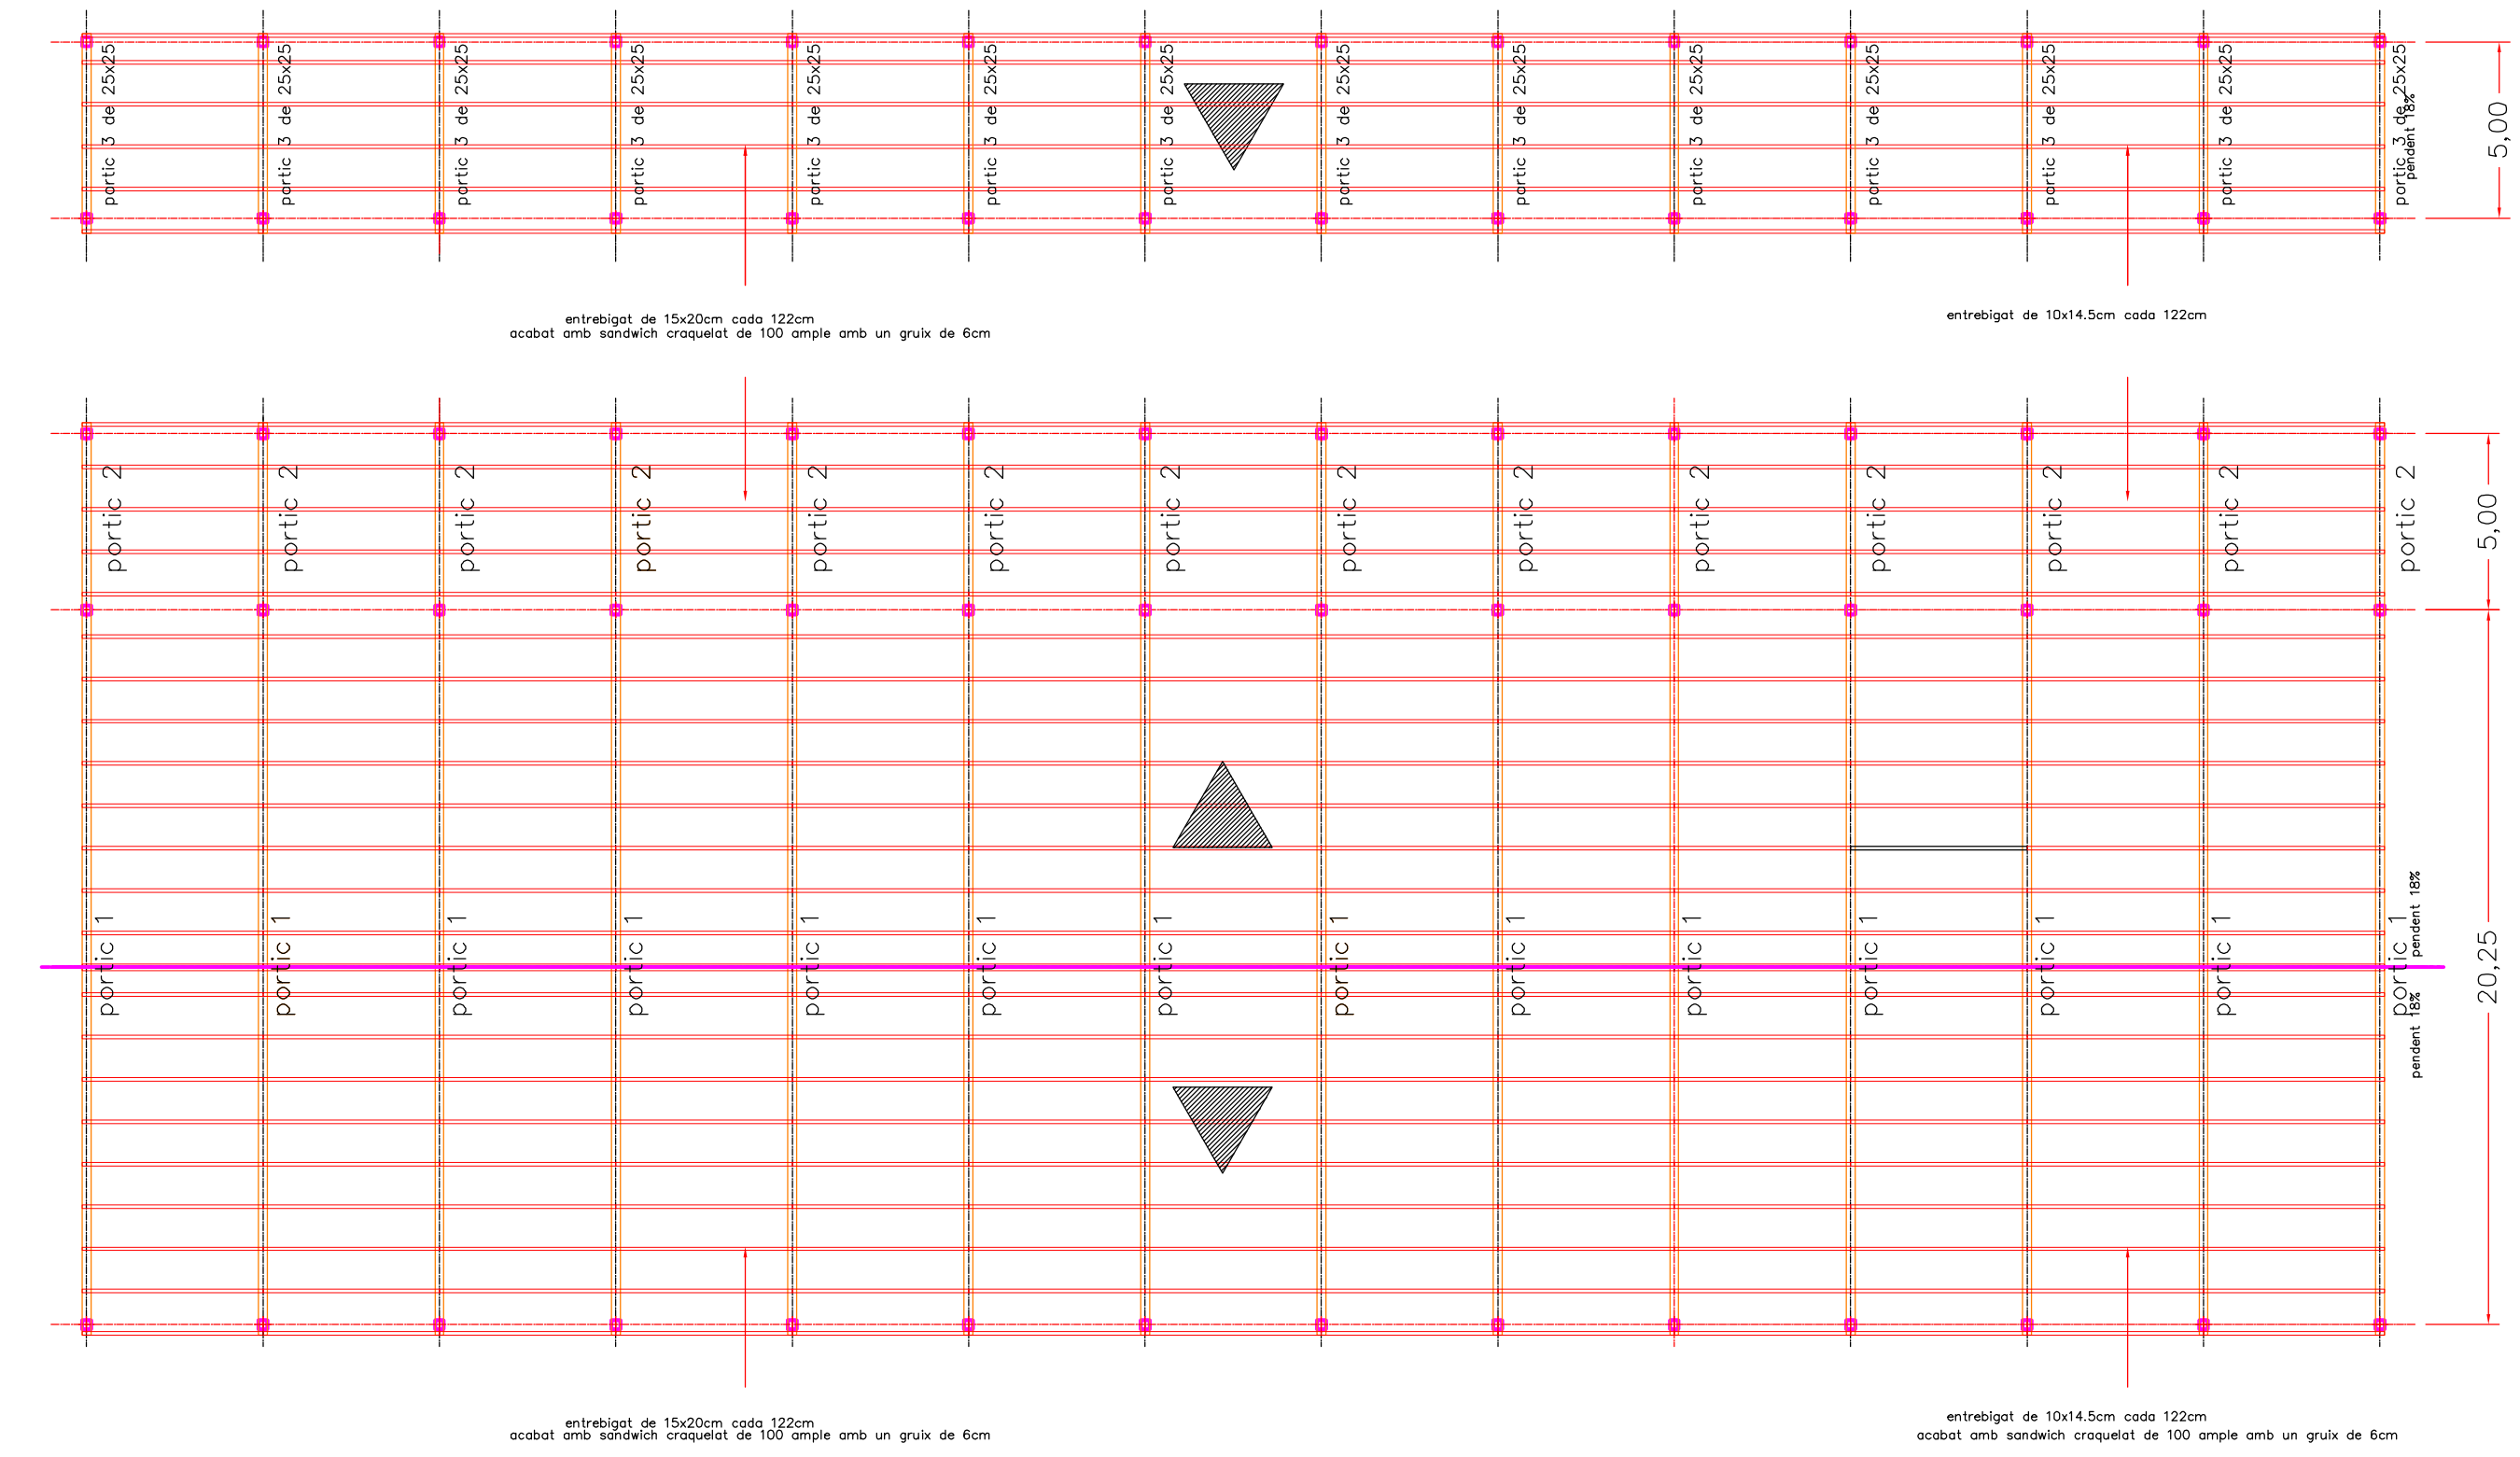 portic 3 de 25x25
portic 3 de 25x25
portic 3 de 25x25
portic 3 de 25x25
portic 3 de 25x25
portic 3 de 25x25
portic 3 de 25x25
portic 3 de 25x25
portic 3 de 25x25
portic 3 de 25x25
portic 3 de 25x25
portic 3 de 25x25
portic 3 de 25x25
portic 3 de 25x25
pendent 18%
5,00
entrebigat de 15x20cm cada 122cm
acabat amb sandwich craquelat de 100 ample amb un gruix de 6cm
entrebigat de 10x14.5cm cada 122cm
portic 2
portic 2
portic 2
portic 2
portic 2
portic 2
portic 2
portic 2
portic 2
portic 2
portic 2
portic 2
portic 2
portic 2
5,00
portic 1
portic 1
portic 1
portic 1
portic 1
portic 1
portic 1
portic 1
portic 1
portic 1
portic 1
portic 1
portic 1
portic 1
pendent 18%
pendent 18%
20,25
entrebigat de 15x20cm cada 122cm
acabat amb sandwich craquelat de 100 ample amb un gruix de 6cm
entrebigat de 10x14.5cm cada 122cm
acabat amb sandwich craquelat de 100 ample amb un gruix de 6cm